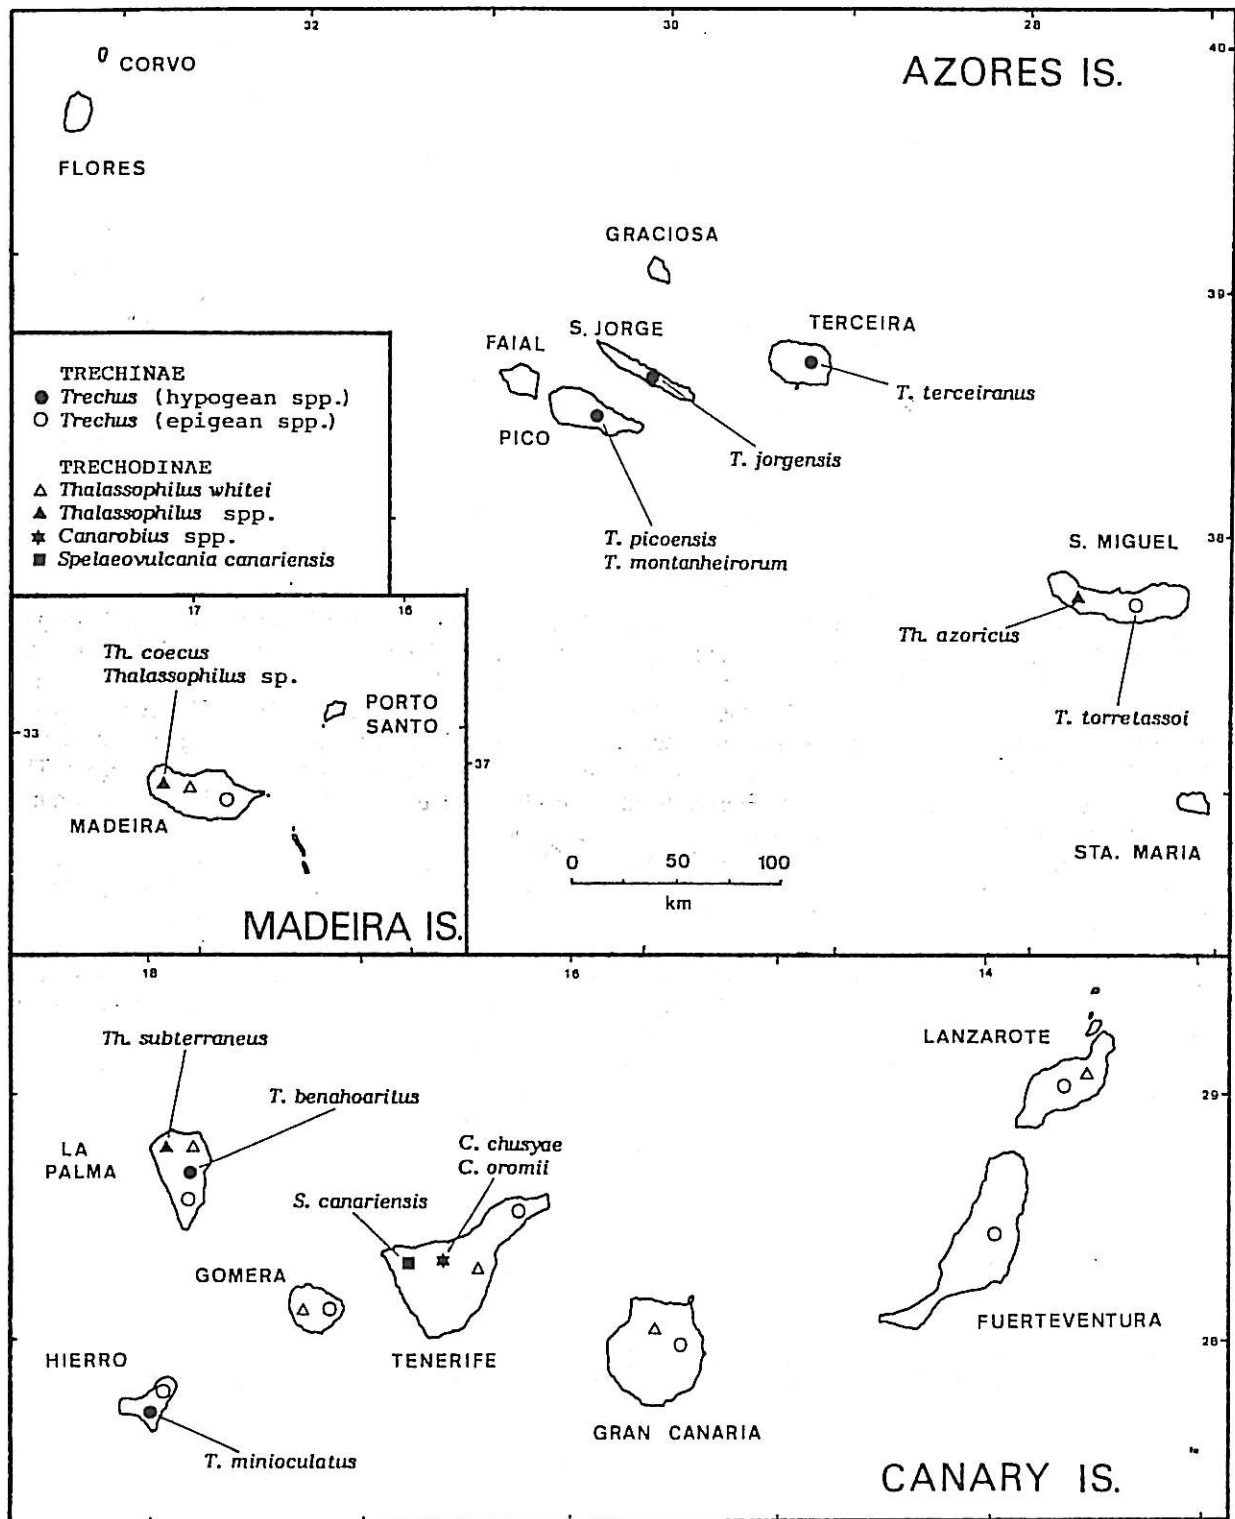 32 30 28
40
CORVO
AZORES IS.
FLORES
GRACIOSA
39
S. JORGE
TERCEIRA
FAIAL
T. terceiranus
PICO
T. jorgensis
T. picoensis
T. montanheirorum
38
S. MIGUEL
Th. azoricus
T. torretassoi
37
STA. MARIA
0 50 100
km
TRECHINAE
Trechus (hypogean spp.)
Trechus (epigean spp.)
TRECHODINAE
Thalassophilus whitei
Thalassophilus spp.
Canarobius spp.
Spelaeovulcania canariensis
17 16
Th. coecus
Thalassophilus sp.
PORTO
SANTO
33
MADEIRA
MADEIRA IS.
18 16 14
Th. subterraneus
LANZAROTE
T. benahoaritus
29
LA
PALMA
C. chusyae
C. oromii
S. canariensis
GOMERA
FUERTEVENTURA
28
HIERRO
TENERIFE
GRAN CANARIA
T. minioculatus
CANARY IS.